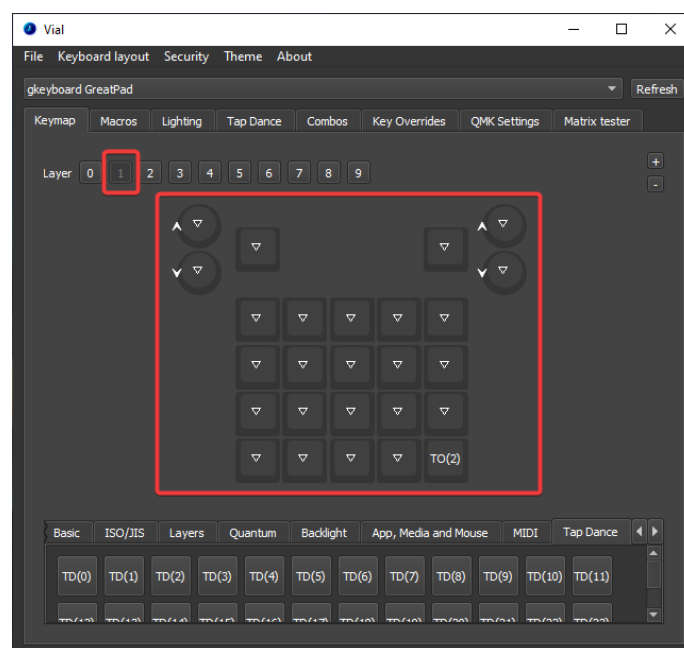 Vial
File Keyboard layout Security Theme About
gkeyboard GreatPad Refresh
Keymap Macros Lighting Tap Dance Combos Key Overrides QMK Settings Matrix tester
Layer 0 1 2 3 4 5 6 7 8 9 +
-
TO(2)
Basic ISO/JIS Layers Quantum Backlight App, Media and Mouse MIDI Tap Dance
TD(0) TD(1) TD(2) TD(3) TD(4) TD(5) TD(6) TD(7) TD(8) TD(9) TD(10) TD(11)